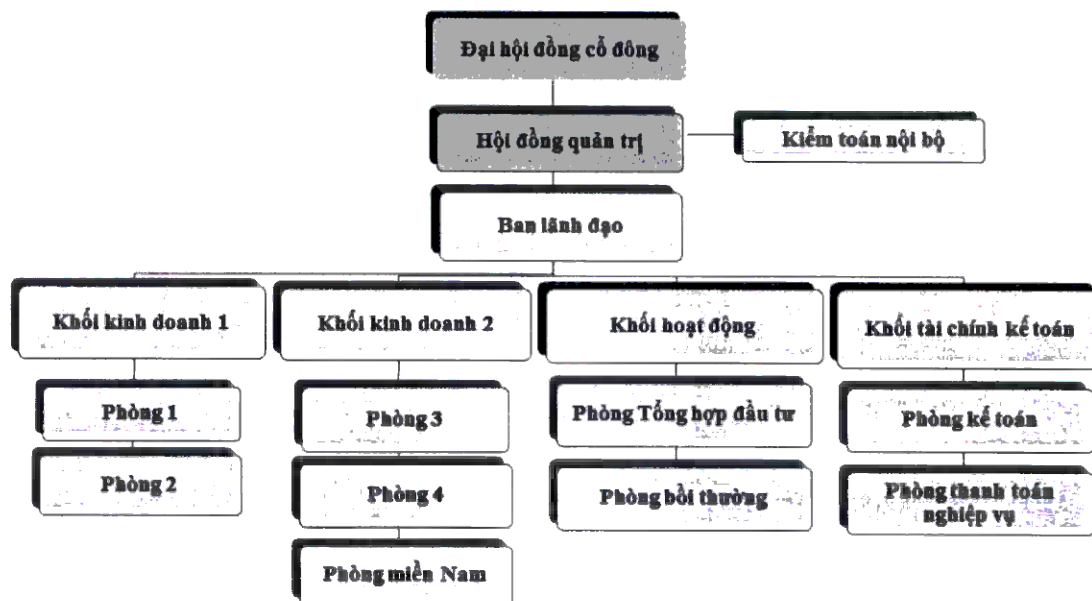 Đại hội đồng cổ đông
Hội đồng quản trị
Kiểm toán nội bộ
Ban lãnh đạo
Khối kinh doanh 1
Khối kinh doanh 2
Khối hoạt động
Khối tài chính kế toán
Phòng 1
Phòng 3
Phòng Tổng hợp đầu tư
Phòng kế toán
Phòng 2
Phòng 4
Phòng bồi thường
Phòng thanh toán
nghiệp vụ
Phòng miền Nam